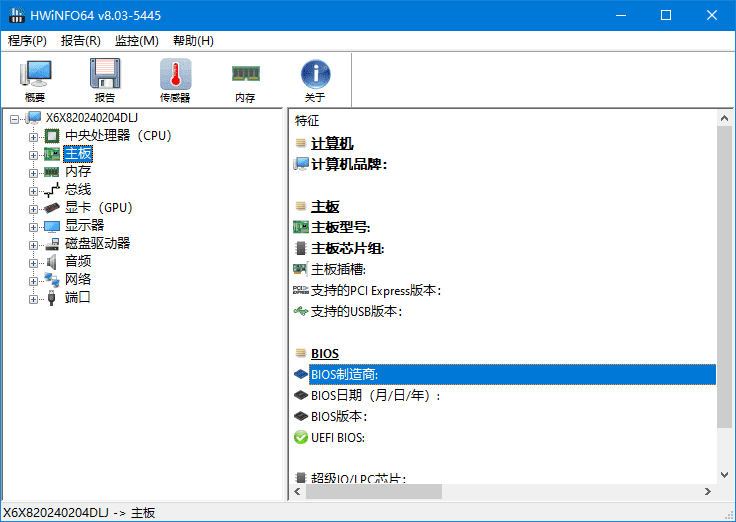 HWiNFO64 v8.03-5445
程序(P) 报告(R) 监控(M) 帮助(H)
概要 报告 传感器 内存 关于
X6X820240204DLJ
中央处理器（CPU）
主板
内存
总线
显卡（GPU）
显示器
磁盘驱动器
音频
网络
端口
特征
计算机
计算机品牌:
主板
主板型号:
主板芯片组:
主板插槽:
PCI EXPRESS 支持的PCI Express版本:
支持的USB版本:
BIOS
BIOS制造商:
BIOS日期（月/日/年）:
BIOS版本:
UEFI BIOS:
超级IO/LPC芯片:
X6X820240204DLJ -> 主板